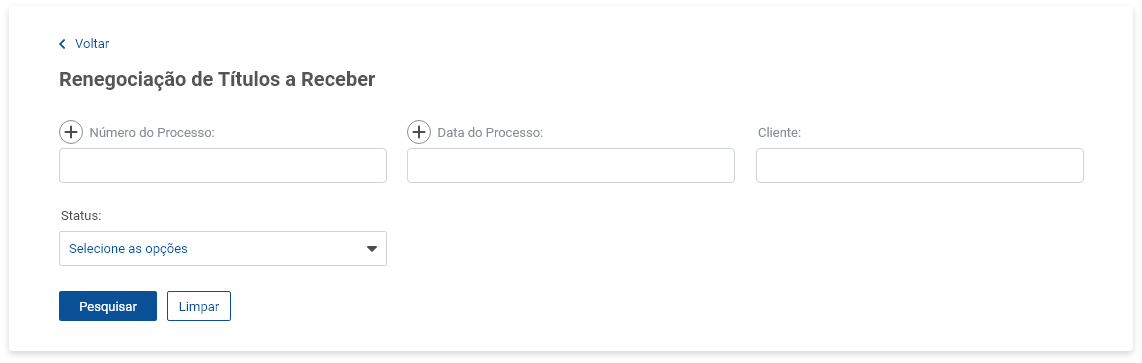 Voltar
Renegociação de Títulos a Receber
Número do Processo:
Data do Processo:
Cliente:
Status:
Selecione as opções
Pesquisar
Limpar